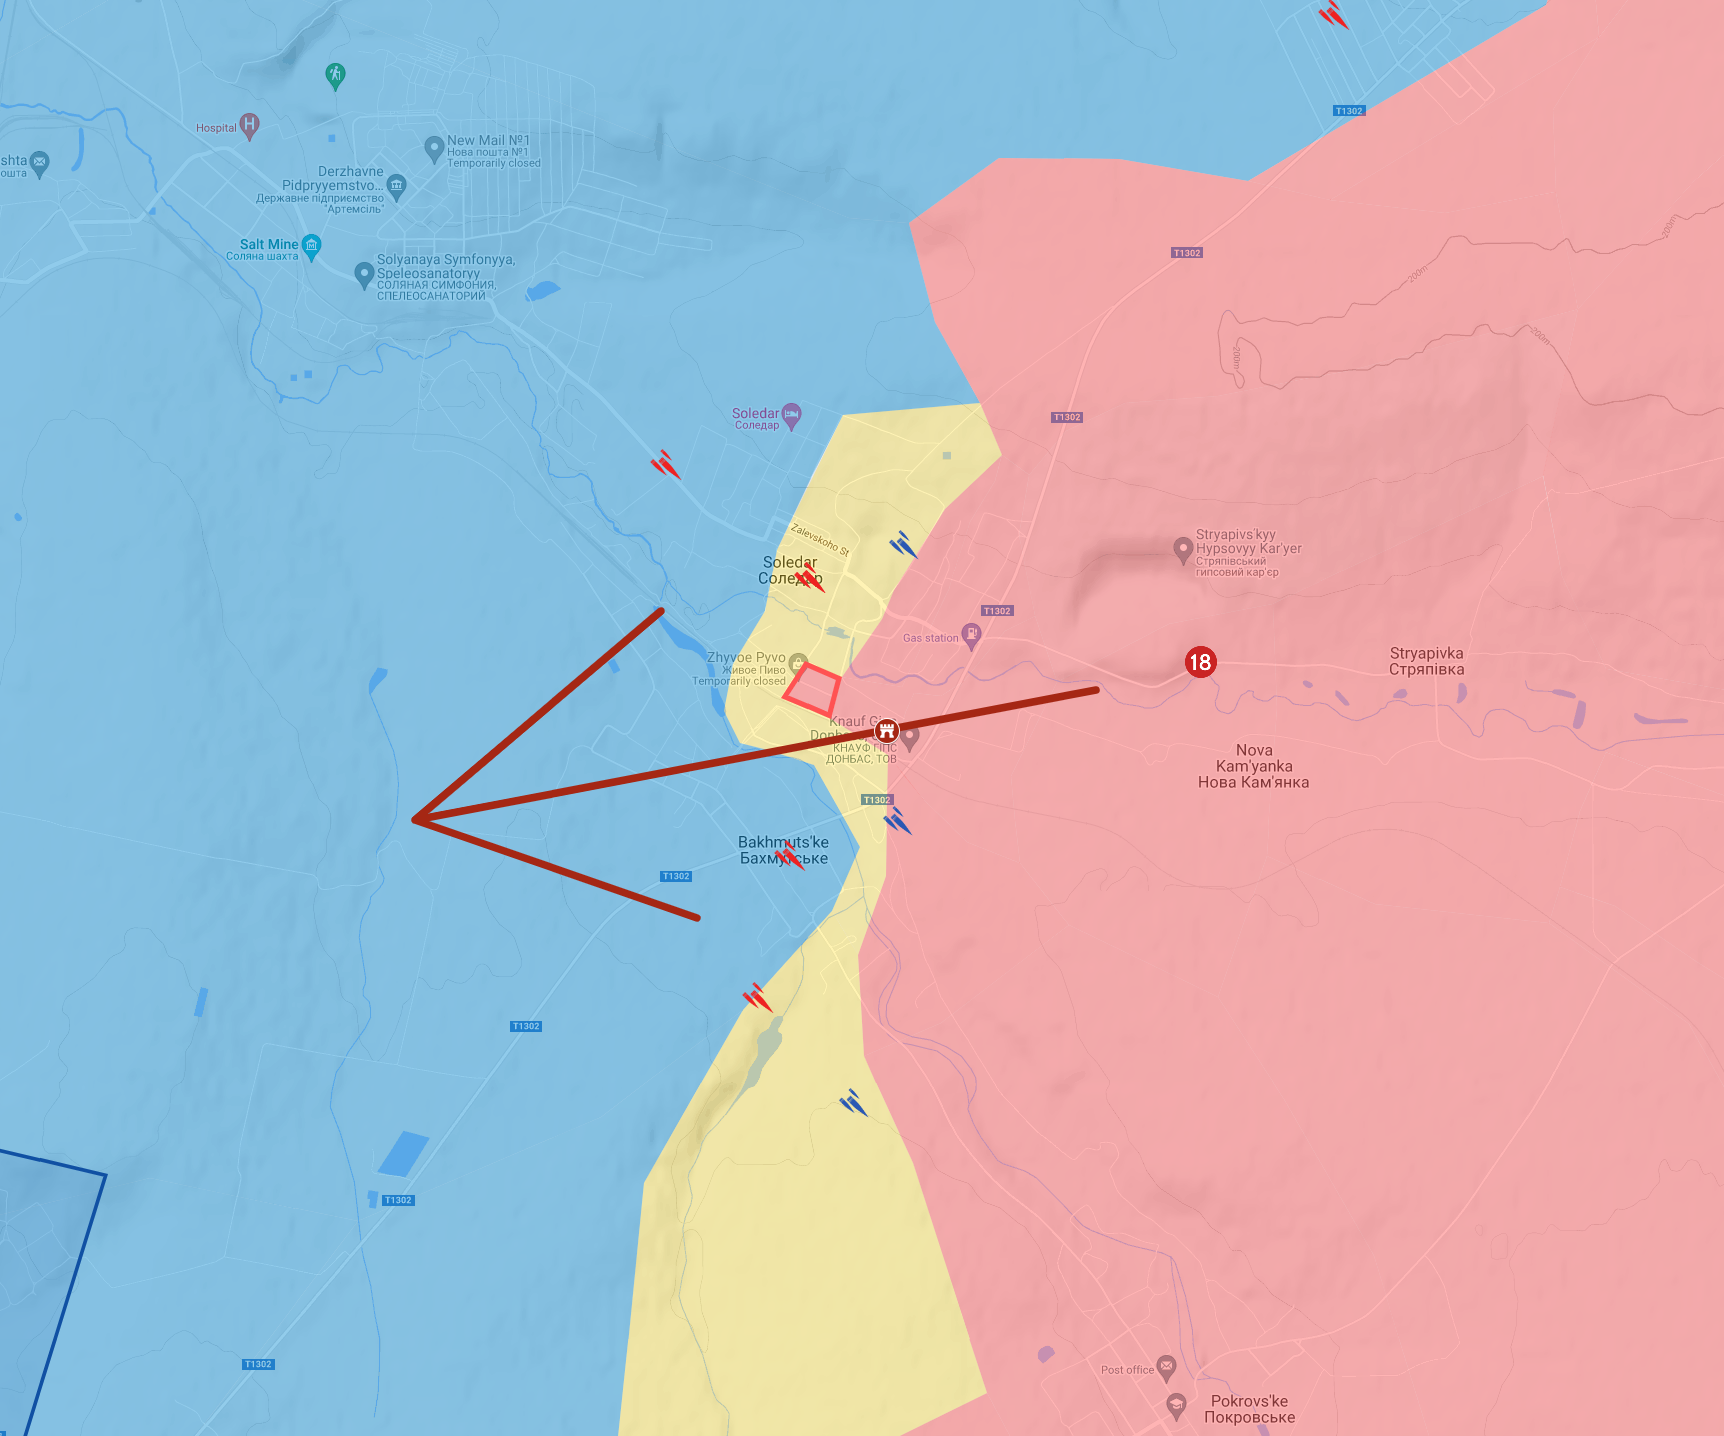 T1302
Hospital
New Mail №1
Нова пошта №1
Temporarily closed
shta
ошта
Derzhavne
Pidpryyemstvo...
Державне підприємство
"Артемсіль"
Salt Mine
Соляна шахта
Solyanaya Symfonyya,
Speleosanatoryy
СОЛЯНАЯ СИМФОНИЯ,
СПЕЛЕОСАНАТОРИЙ
T1302
200m
200m
200m
200m
Soledar
Соледар
T1302
Zalevskoho St
Stryapivs'kyy
Hypsovyy Kar'yer
Стряпівський
гипсовий кар'єр
Soledar
Соледар
T1302
Gas station
18
Stryapivka
Стряпівка
Zhyvoe Pyvo
Живое Пиво
Temporarily closed
Knauf
КНАУФ ГІПС
ДОНБАС, ТОВ
Nova
Kam'yanka
Нова Кам'янка
T1302
Bakhmuts'ke
Бахмутське
T1302
T1302
T1302
T1302
Post office
Pokrovs'ke
Покровське